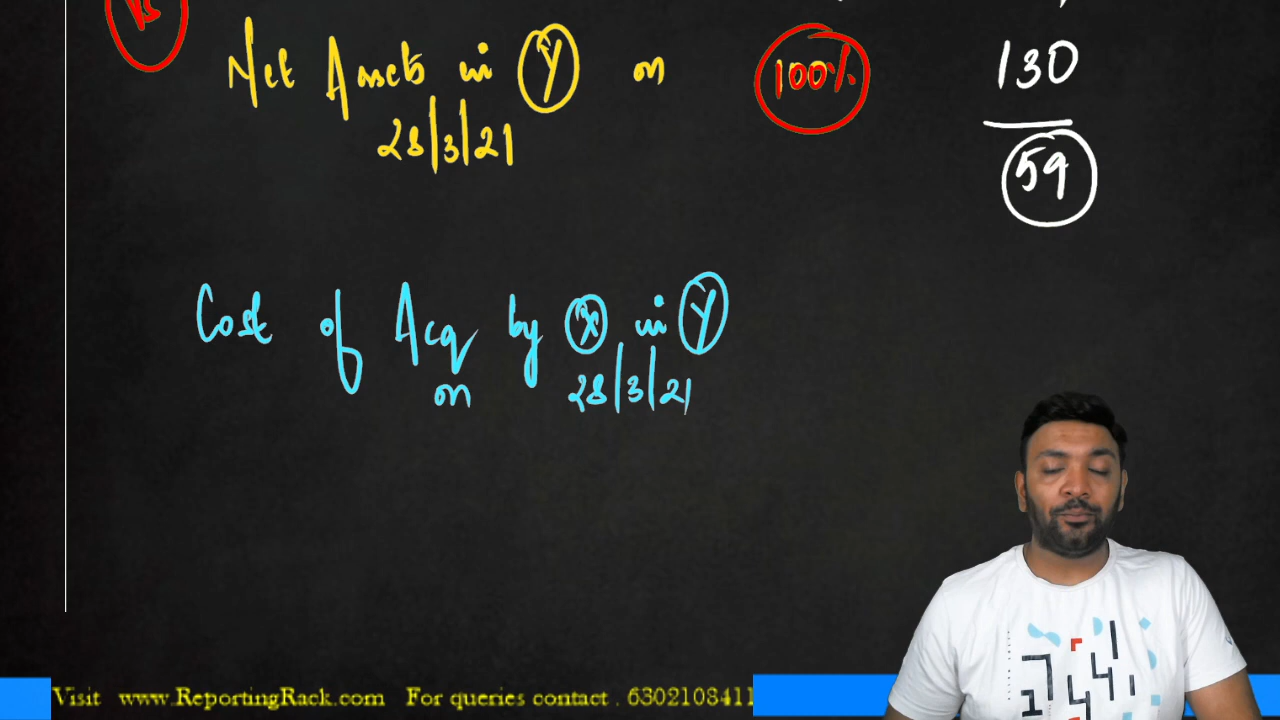 Vs
Net Assets in Y on 100% 130
28/3/21
59
Cost of Acq by X in Y
on 28/3/21
Visit www.ReportingRack.com For queries contact . 6302108411